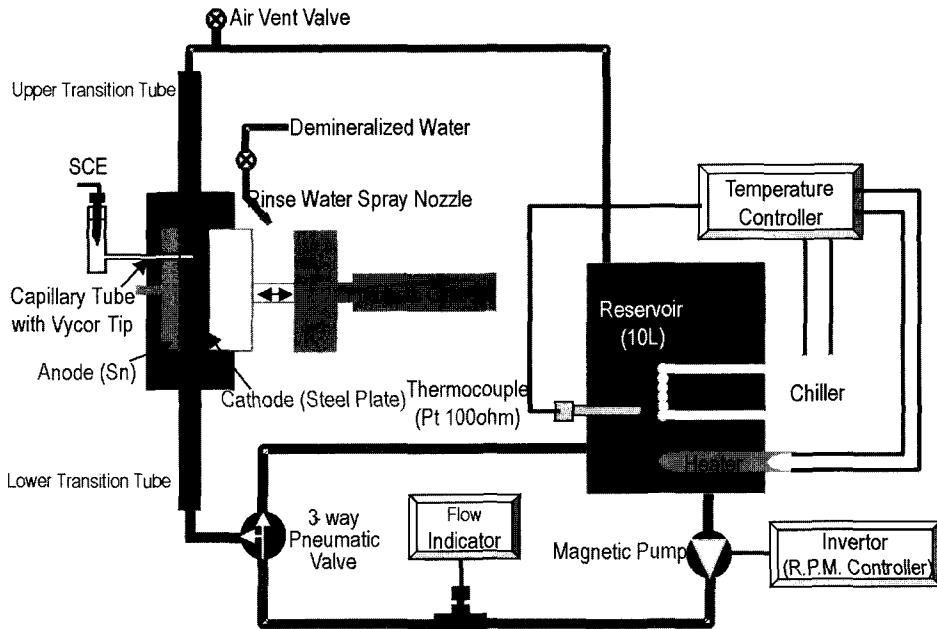 Air Vent Valve
Upper Transition Tube
Demineralized Water
SCE
Rinse Water Spray Nozzle
Temperature
Controller
Capillary Tube
with Vycor Tip
Reservoir
(10L)
Anode (Sn)
Cathode (Steel Plate)
Thermocouple
(Pt 100ohm)
Chiller
Heater
Lower Transition Tube
3-way
Pneumatic
Valve
Flow
Indicator
Magnetic Pump
Invertor
(R.P.M. Controller)